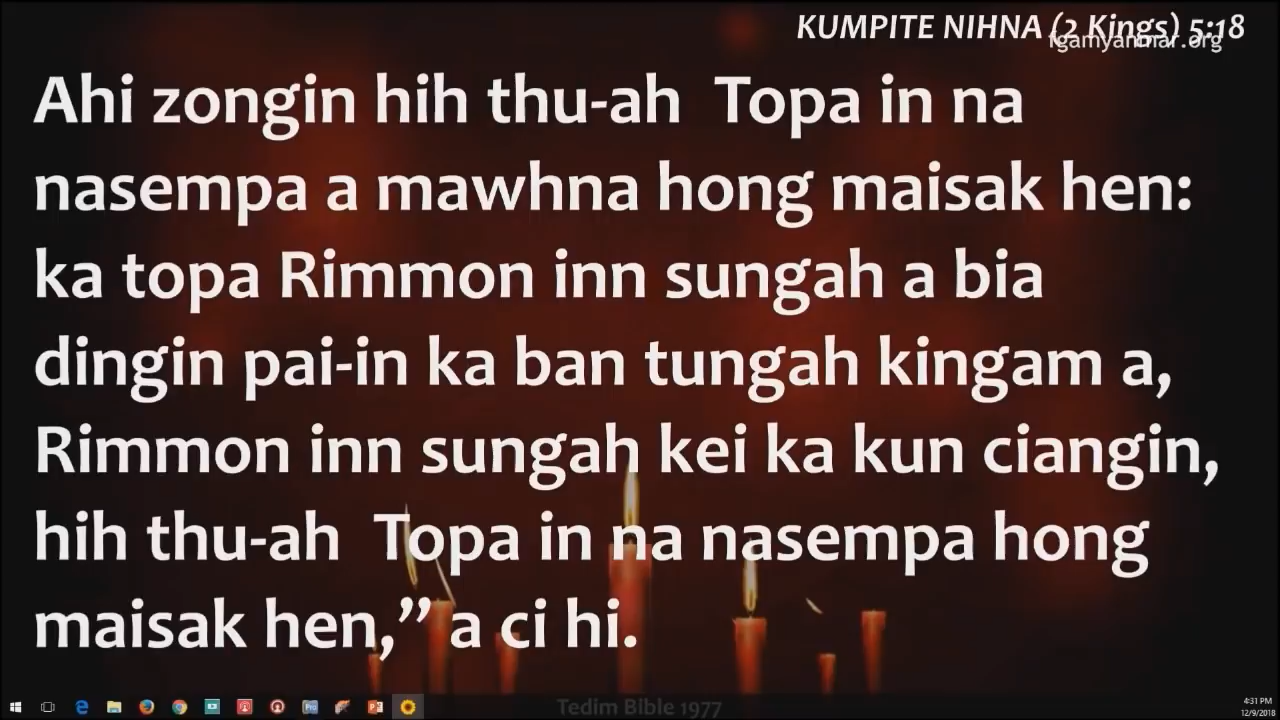 KUMPITE NIHNA (2 Kings) 5:18
fgamyanmar.org
Ahi zongin hih thu-ah Topa in na
nasempa a mawhna hong maisak hen:
ka topa Rimmon inn sungah a bia
dingin pai-in ka ban tungah kingam a,
Rimmon inn sungah kei ka kun ciangin,
hih thu-ah Topa in na nasempa hong
maisak hen,” a ci hi.
Tedim Bible 1977
4:31 PM
12/9/2018